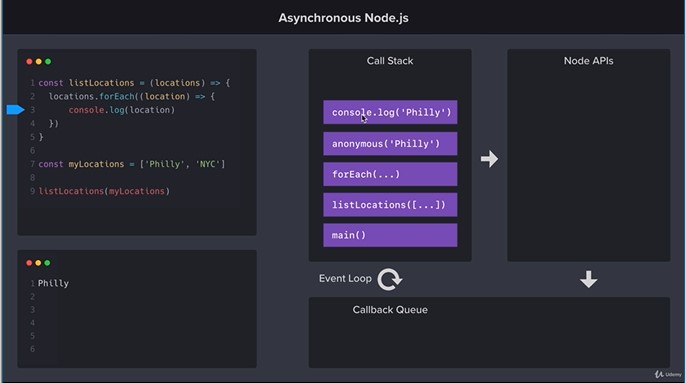 Asynchronous Node.js
1 const listLocations = (locations) => {
2 locations.forEach((location) => {
3 console.log(location)
4 })
5 }
6
7 const myLocations = ['Philly', 'NYC']
8
9 listLocations(myLocations)
1 Philly
2
3
4
5
6
Call Stack
console.log('Philly')
anonymous('Philly')
forEach(...)
listLocations([...])
main()
Node APIs
Event Loop
Callback Queue
Udemy